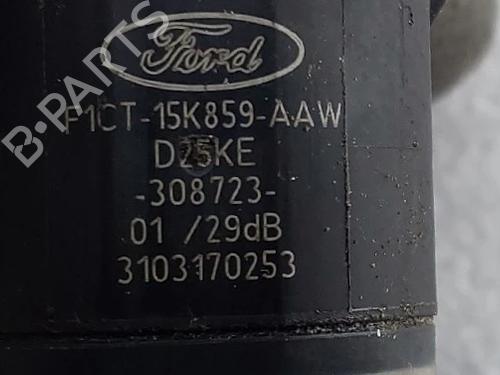 B-PARTS
Ford
F1CT-15K859-AAW
D25KE
-308723-
01 /29dB
3103170253